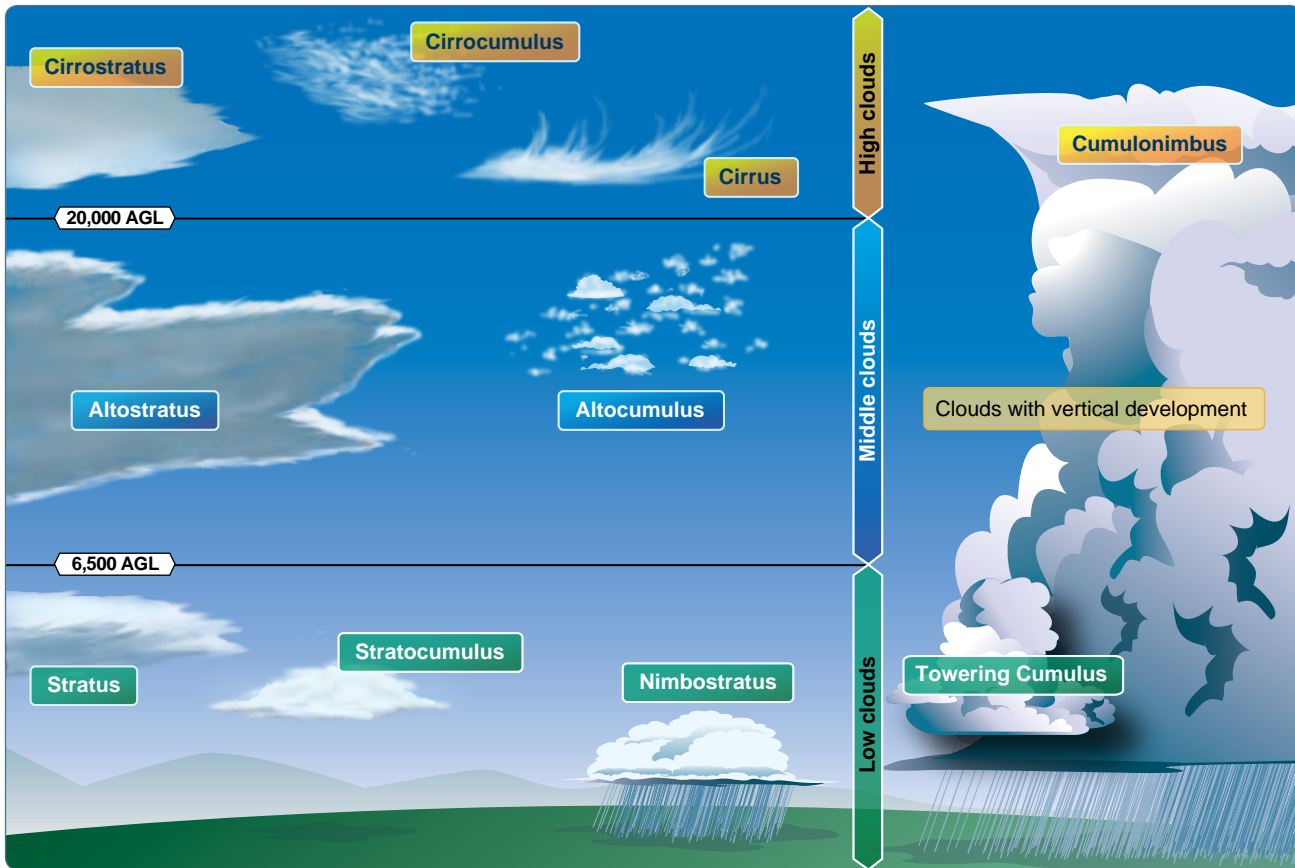 Cirrocumulus
Cirrostratus
Cirrus
High clouds
Cumulonimbus
20,000 AGL
Altostratus
Altocumulus
Middle clouds
Clouds with vertical development
6,500 AGL
Stratus
Stratocumulus
Nimbostratus
Low clouds
Towering Cumulus